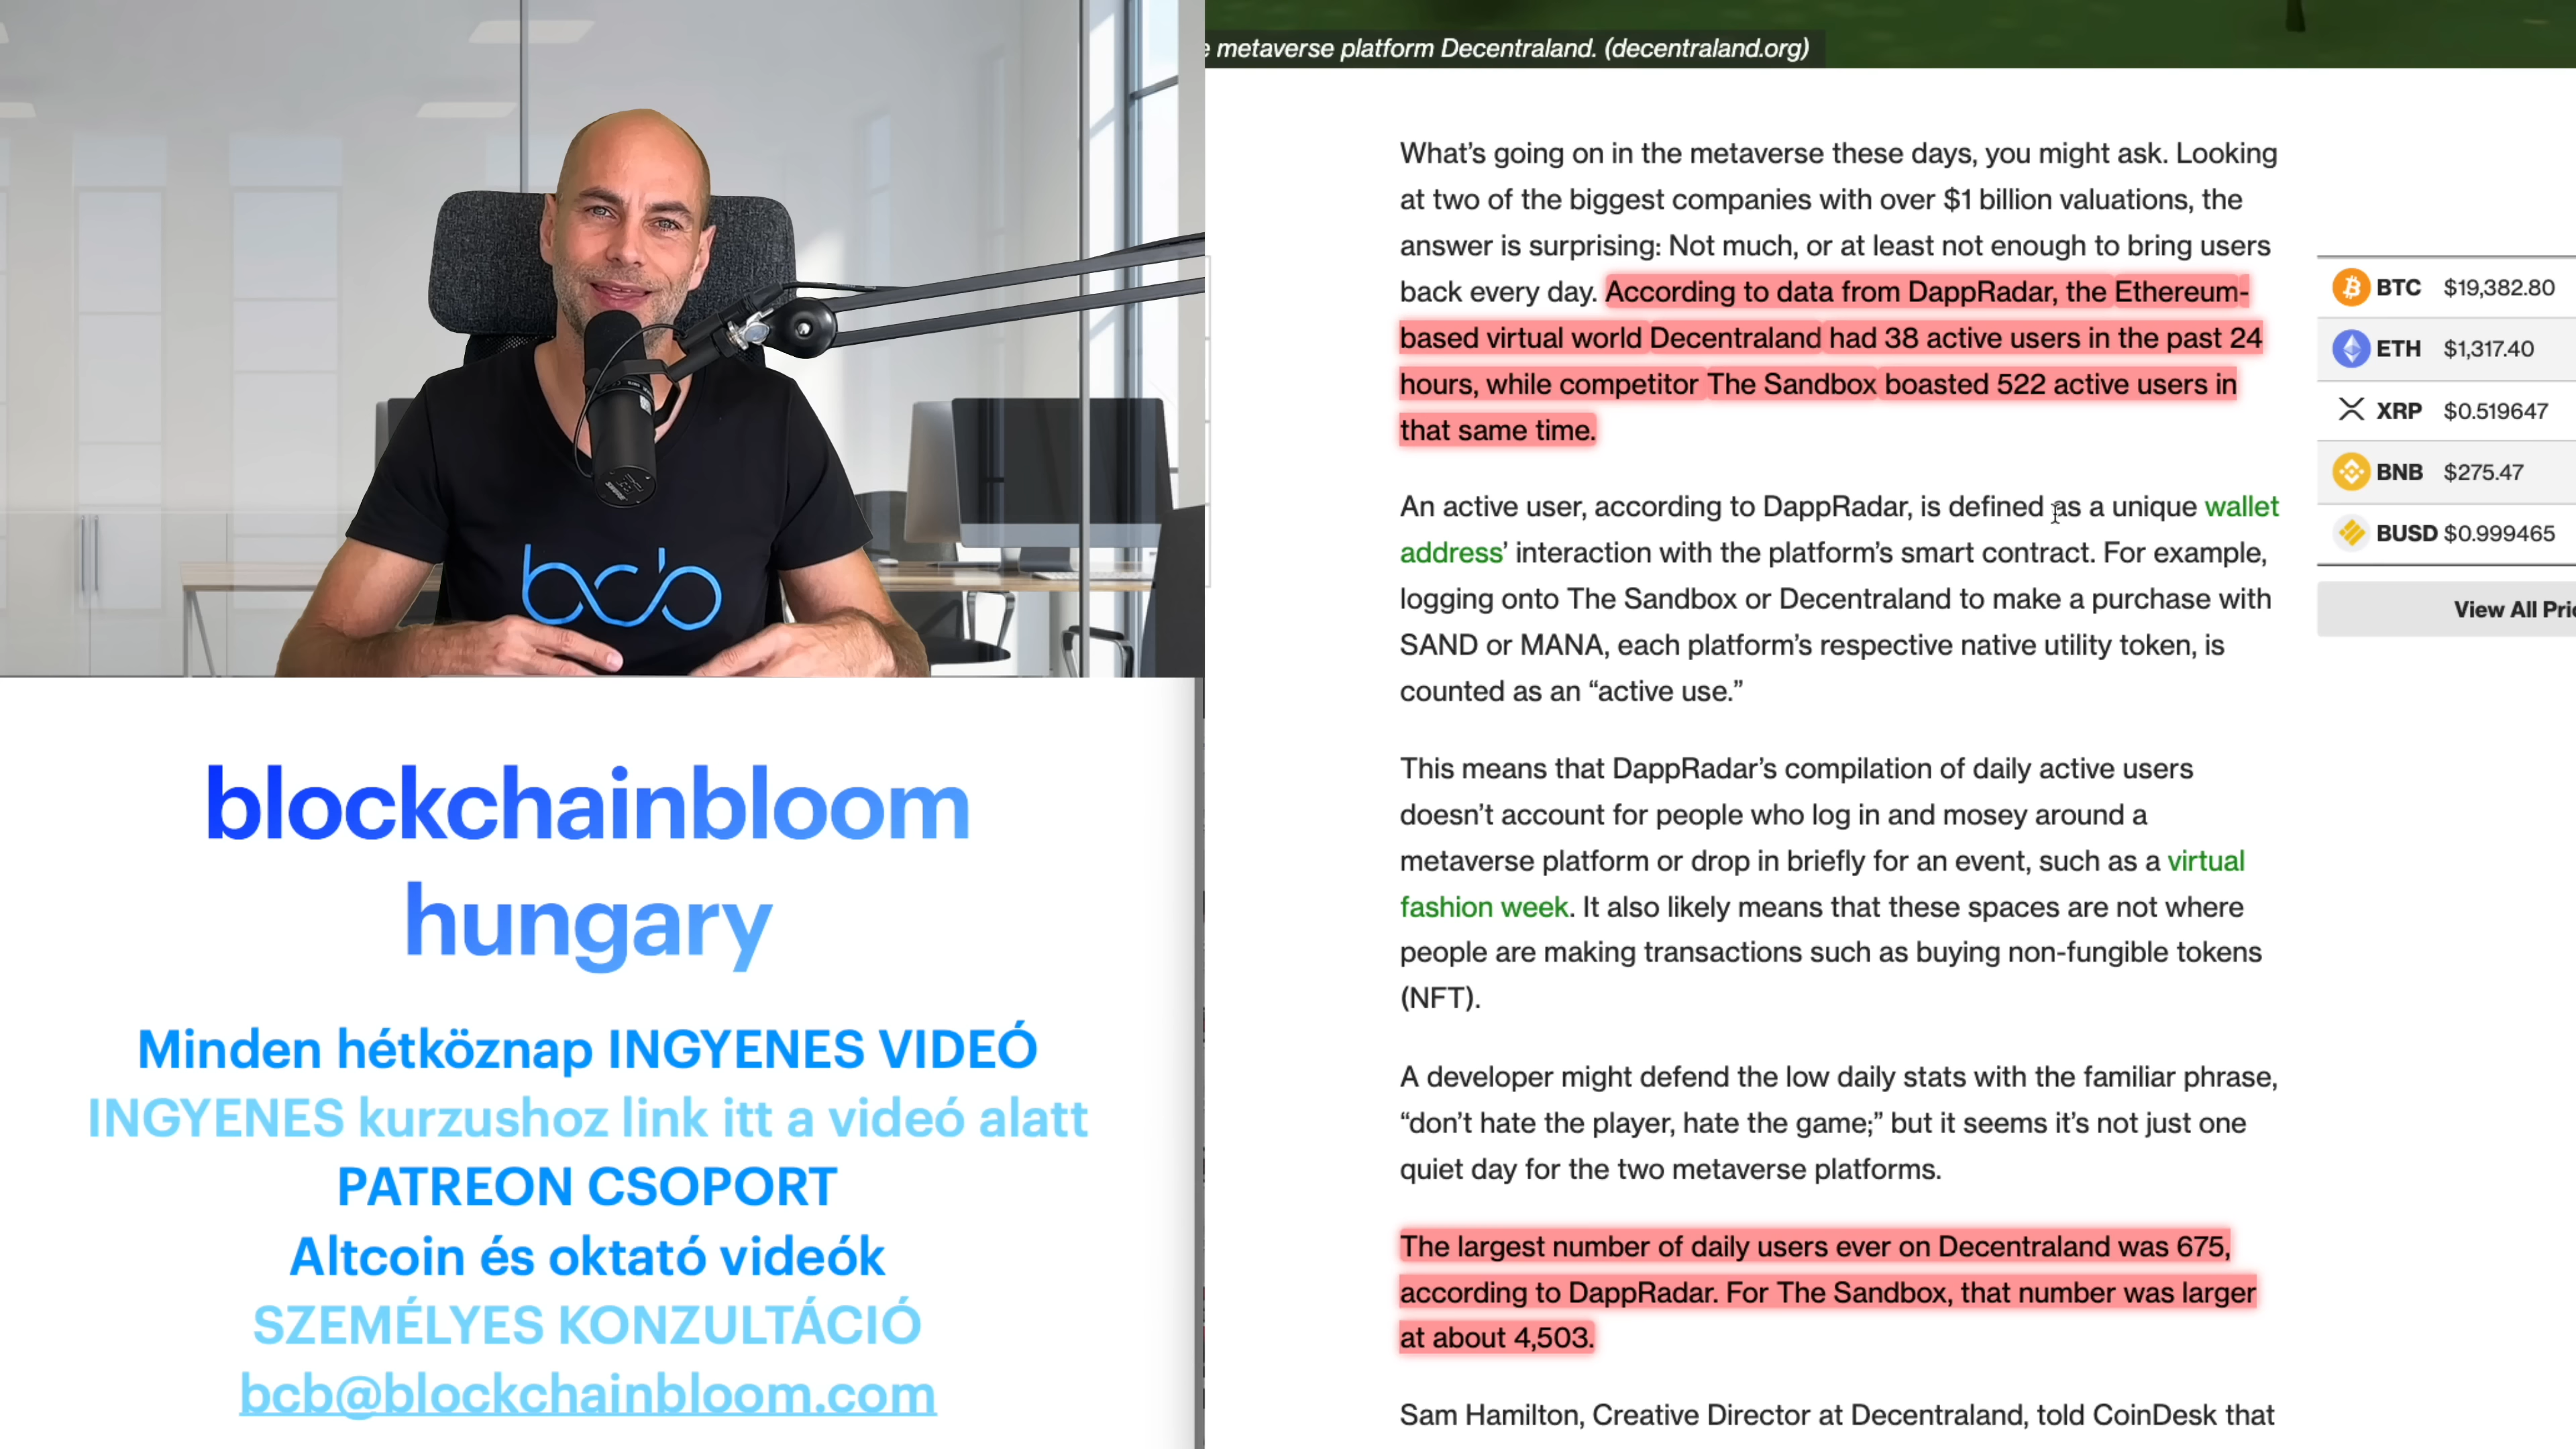 bcb
blockchainbloom
hungary
Minden hétköznap INGYENES VIDEÓ
INGYENES kurzushoz link itt a videó alatt
PATREON CSOPORT
Altcoin és oktató videók
SZEMÉLYES KONZULTÁCIÓ
bcb@blockchainbloom.com
metaverse platform Decentraland. (decentraland.org)
What’s going on in the metaverse these days, you might ask. Looking
at two of the biggest companies with over $1 billion valuations, the
answer is surprising: Not much, or at least not enough to bring users
back every day. According to data from DappRadar, the Ethereum-
based virtual world Decentraland had 38 active users in the past 24
hours, while competitor The Sandbox boasted 522 active users in
that same time.
An active user, according to DappRadar, is defined as a unique wallet
address’ interaction with the platform’s smart contract. For example,
logging onto The Sandbox or Decentraland to make a purchase with
SAND or MANA, each platform’s respective native utility token, is
counted as an “active use.”
This means that DappRadar’s compilation of daily active users
doesn’t account for people who log in and mosey around a
metaverse platform or drop in briefly for an event, such as a virtual
fashion week. It also likely means that these spaces are not where
people are making transactions such as buying non-fungible tokens
(NFT).
A developer might defend the low daily stats with the familiar phrase,
“don’t hate the player, hate the game;” but it seems it’s not just one
quiet day for the two metaverse platforms.
The largest number of daily users ever on Decentraland was 675,
according to DappRadar. For The Sandbox, that number was larger
at about 4,503.
Sam Hamilton, Creative Director at Decentraland, told CoinDesk that
BTC $19,382.80
ETH $1,317.40
XRP $0.519647
BNB $275.47
BUSD $0.999465
View All